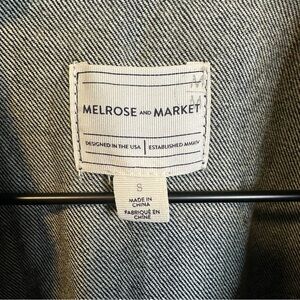 MELROSE AND MARKET
DESIGNED IN THE USA | ESTABLISHED MMXIV
S
MADE IN
CHINA
FABRIQUÉ EN
CHINE